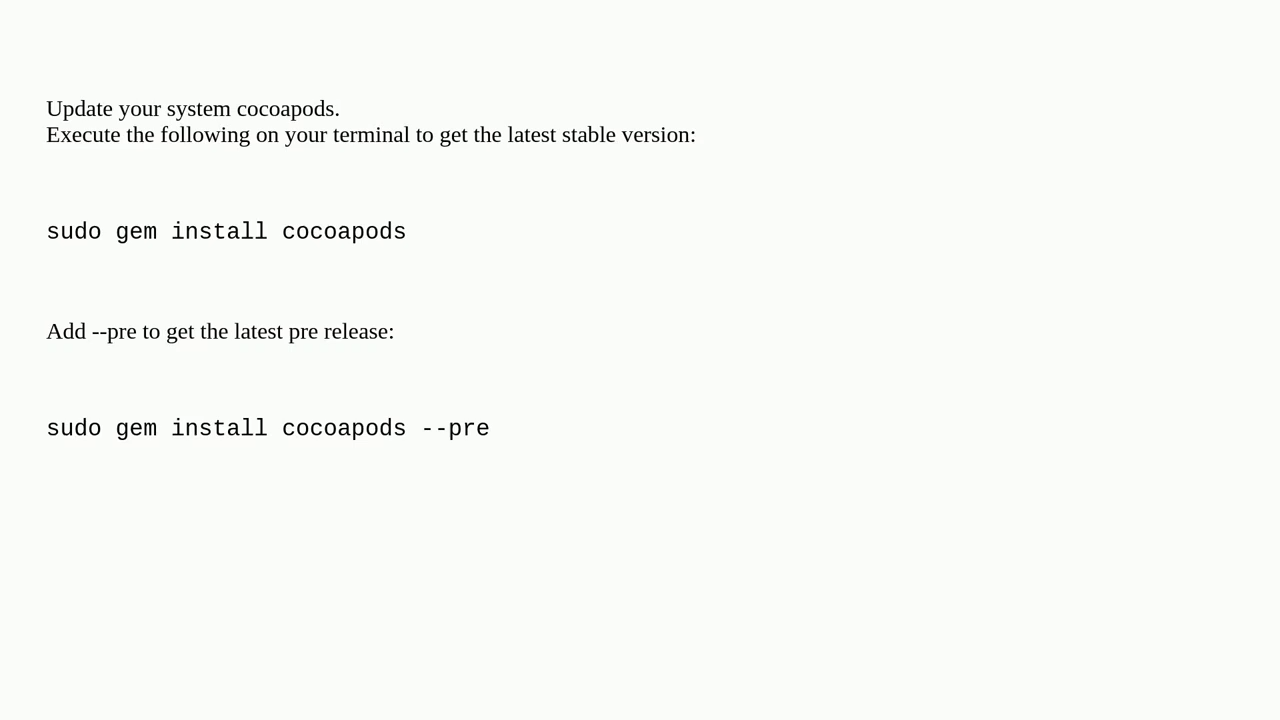 Update your system cocoapods.
Execute the following on your terminal to get the latest stable version:
sudo gem install cocoapods
Add --pre to get the latest pre release:
sudo gem install cocoapods --pre